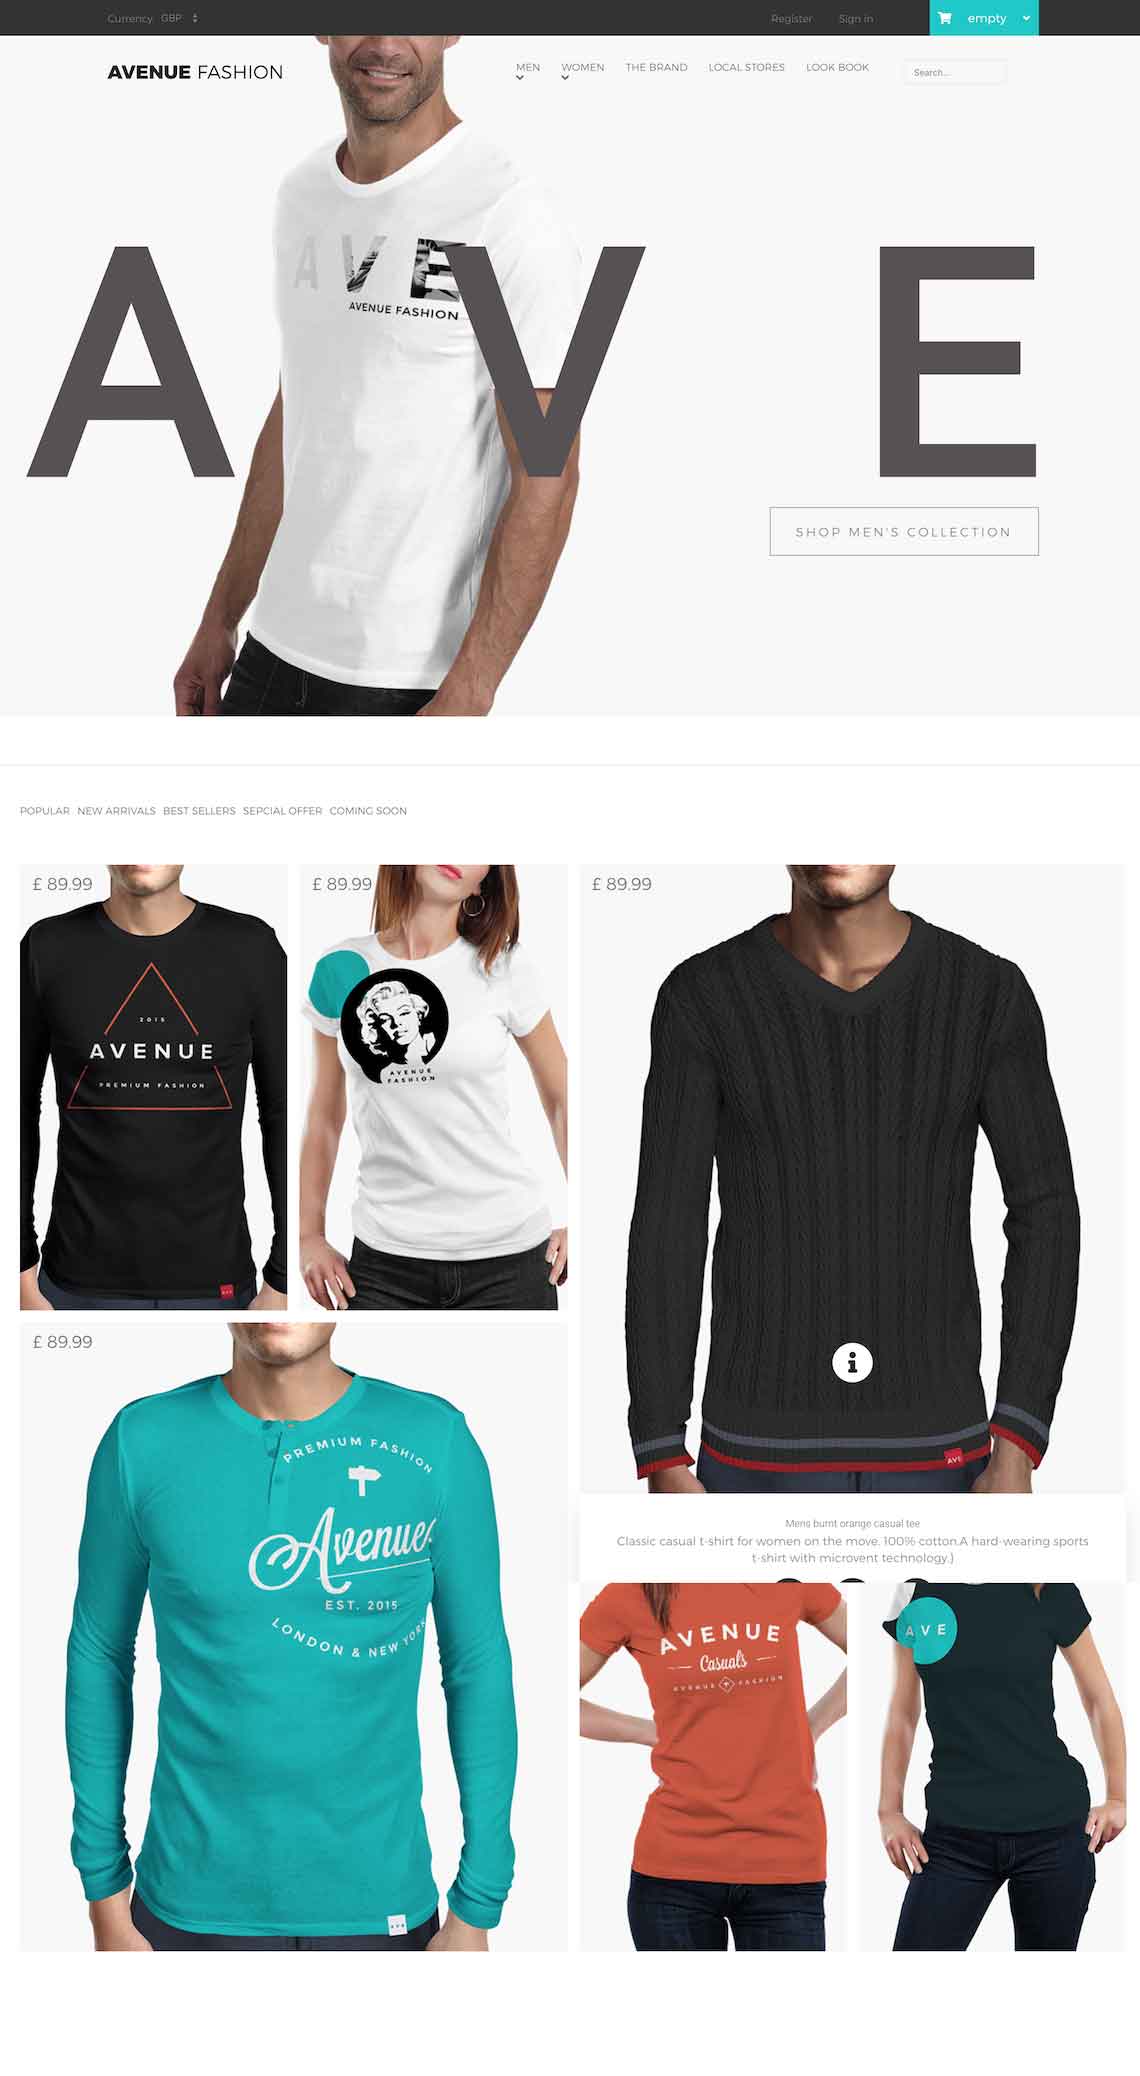 Currency GBP Register Sign in empty
AVENUE FASHION MEN WOMEN THE BRAND LOCAL STORES LOOK BOOK Search...
AVE
AVENUE FASHION
A V E
SHOP MEN'S COLLECTION
POPULAR NEW ARRIVALS BEST SELLERS SEPCIAL OFFER COMING SOON
£ 89.99
2015
AVENUE
PREMIUM FASHION
£ 89.99
AVENUE
FASHION
£ 89.99
AVE
£ 89.99
PREMIUM FASHION
Avenue
EST. 2015
LONDON & NEW YORK
Mens burnt orange casual tee
Classic casual t-shirt for women on the move. 100% cotton.A hard-wearing sports
t-shirt with microvent technology.)
AVENUE
Casuals
AVENUE FASHION
AVE